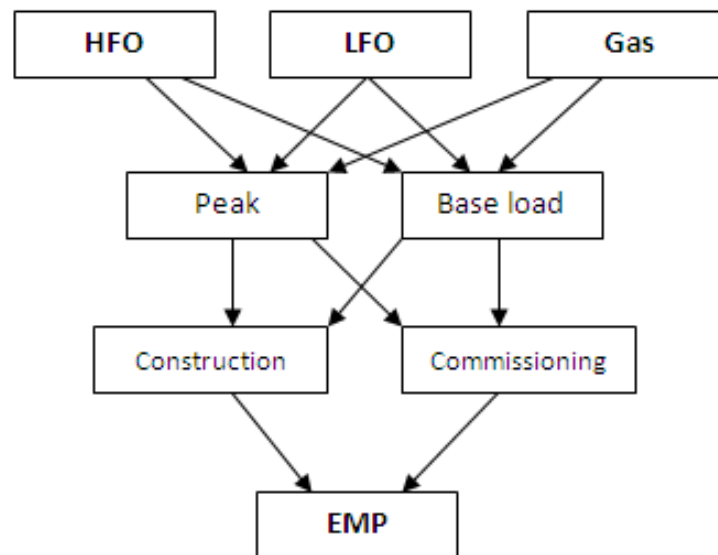 HFO
LFO
Gas
Peak
Base load
Construction
Commissioning
EMP